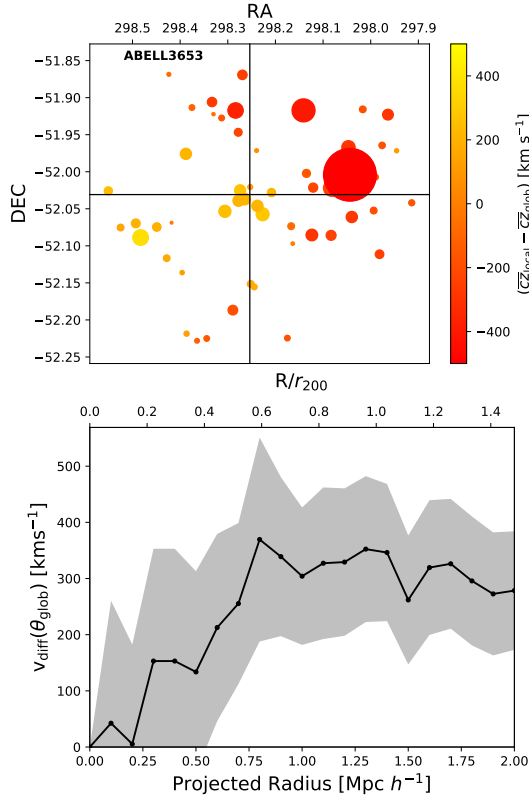 RA
298.5 298.4 298.3 298.2 298.1 298.0 297.9
ABELL3653
−51.85
−51.90
−51.95
−52.00
−52.05
−52.10
−52.15
−52.20
−52.25
DEC
400
200
0
−200
−400
(cz_local − cz_glob) [km s⁻¹]
R/r₂₀₀
0.0 0.2 0.4 0.6 0.8 1.0 1.2 1.4
500
400
300
200
100
0
v_diff(θ_glob) [kms⁻¹]
0.00 0.25 0.50 0.75 1.00 1.25 1.50 1.75 2.00
Projected Radius [Mpc h⁻¹]